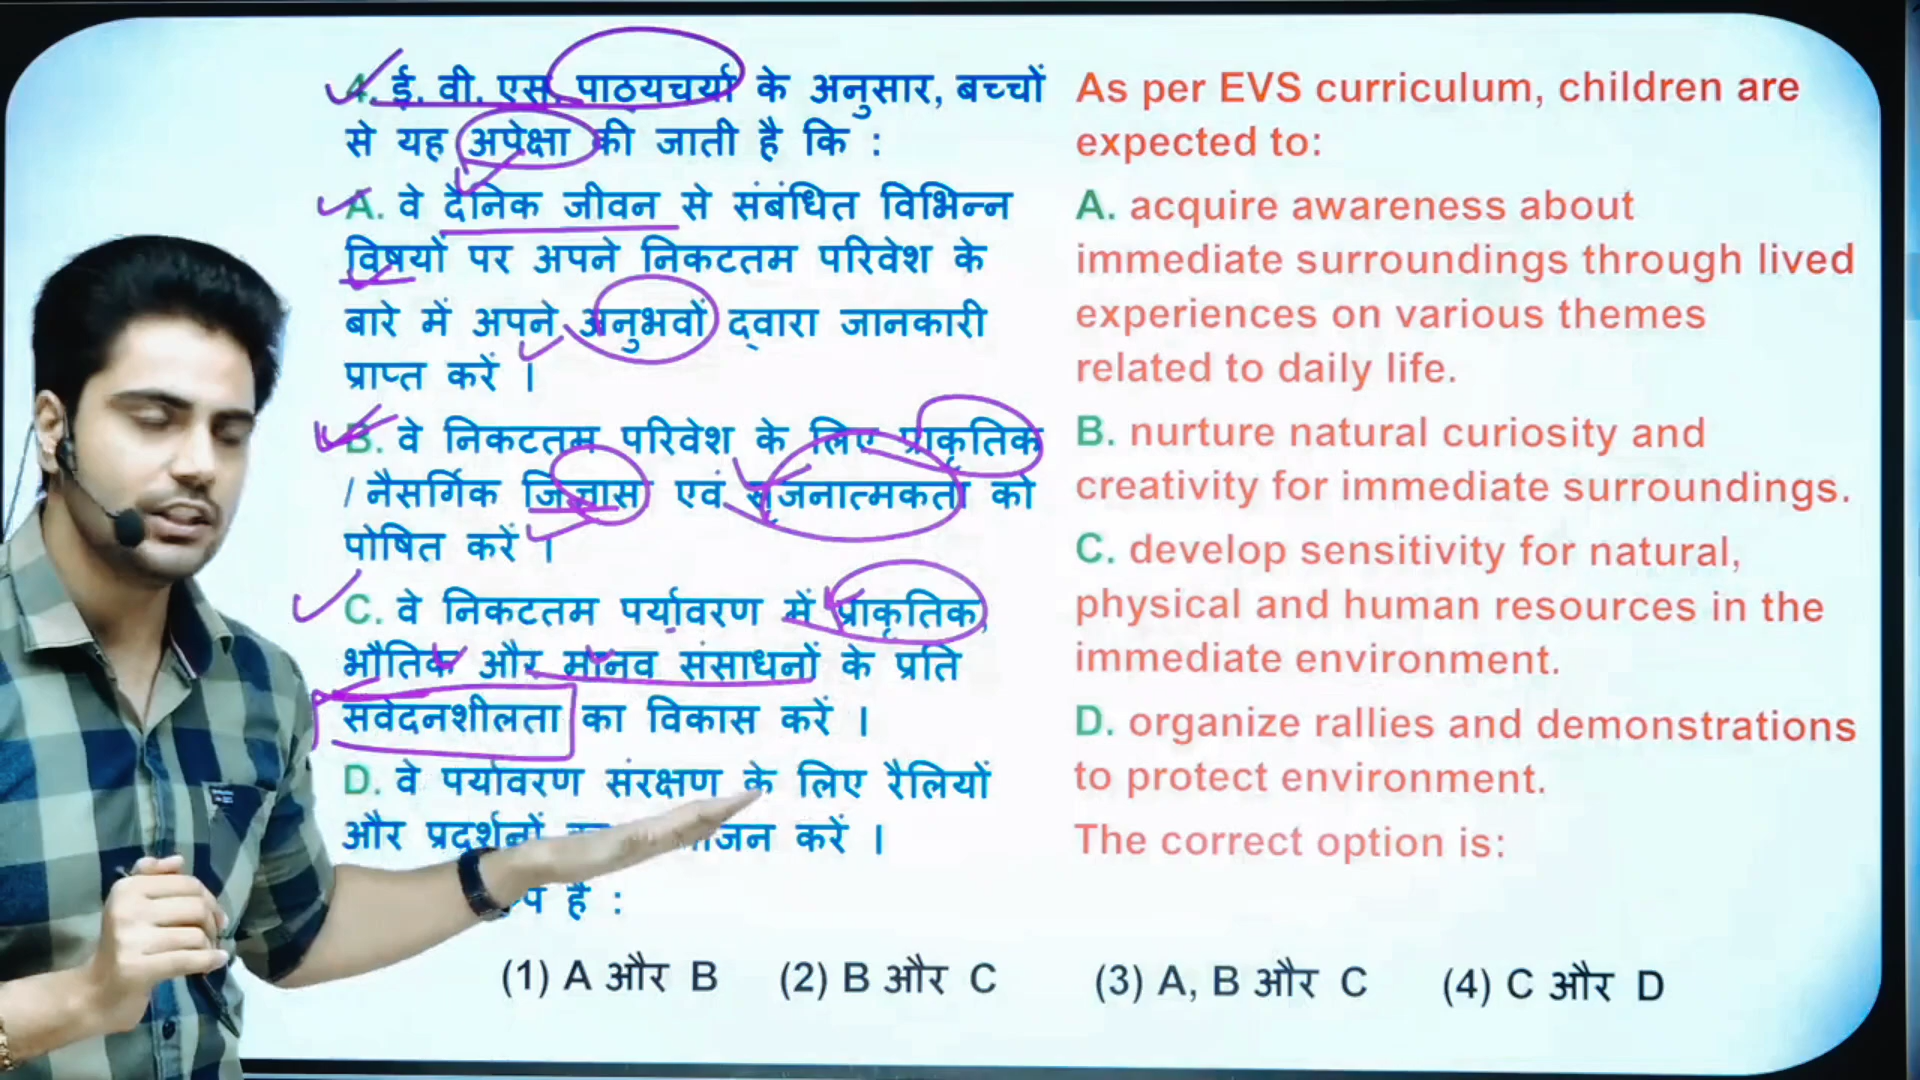 4. ई. वी. एस. पाठ्यचर्या के अनुसार, बच्चों
से यह अपेक्षा की जाती है कि :
A. वे दैनिक जीवन से संबंधित विभिन्न
विषयों पर अपने निकटतम परिवेश के
बारे में अपने अनुभवों द्वारा जानकारी
प्राप्त करें ।
B. वे निकटतम परिवेश के लिए प्राकृतिक
/ नैसर्गिक जिज्ञासा एवं सृजनात्मकता को
पोषित करें ।
C. वे निकटतम पर्यावरण में प्राकृतिक,
भौतिक और मानव संसाधनों के प्रति
संवेदनशीलता का विकास करें ।
D. वे पर्यावरण संरक्षण के लिए रैलियों
और प्रदर्शनों करें ।
है :
As per EVS curriculum, children are
expected to:
A. acquire awareness about
immediate surroundings through lived
experiences on various themes
related to daily life.
B. nurture natural curiosity and
creativity for immediate surroundings.
C. develop sensitivity for natural,
physical and human resources in the
immediate environment.
D. organize rallies and demonstrations
to protect environment.
The correct option is:
(1) A और B (2) B और C (3) A, B और C (4) C और D